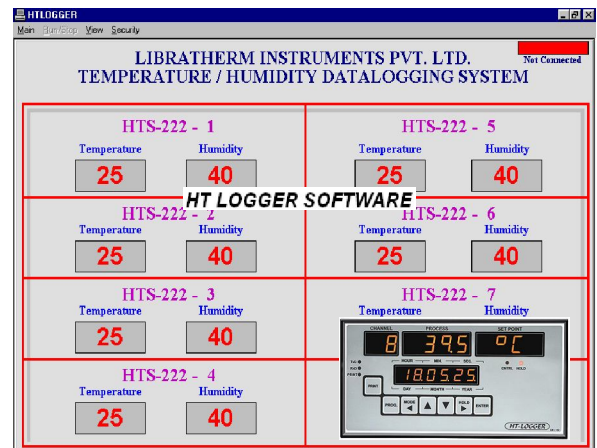 HTLOGGER
Main Run/Stop View Security
LIBRATHERM INSTRUMENTS PVT. LTD.
Not Connected
TEMPERATURE / HUMIDITY DATALOGGING SYSTEM
HTS-222 - 1
Temperature Humidity
25 40
HTS-222 - 5
Temperature Humidity
25 40
HT LOGGER SOFTWARE
HTS-222 - 2
Temperature Humidity
25 40
HTS-222 - 6
Temperature Humidity
25 40
HTS-222 - 3
Temperature Humidity
25 40
HTS-222 - 7
Temperature Humidity
HTS-222 - 4
Temperature Humidity
25 40
CHANNEL PROCESS SET POINT
8 39.5 °C
HOUR MIN. SEC.
PRINT
18.05.25.
DAY MONTH YEAR
PRINT
PROG. MODE HOLD ENTER
HT-LOGGER